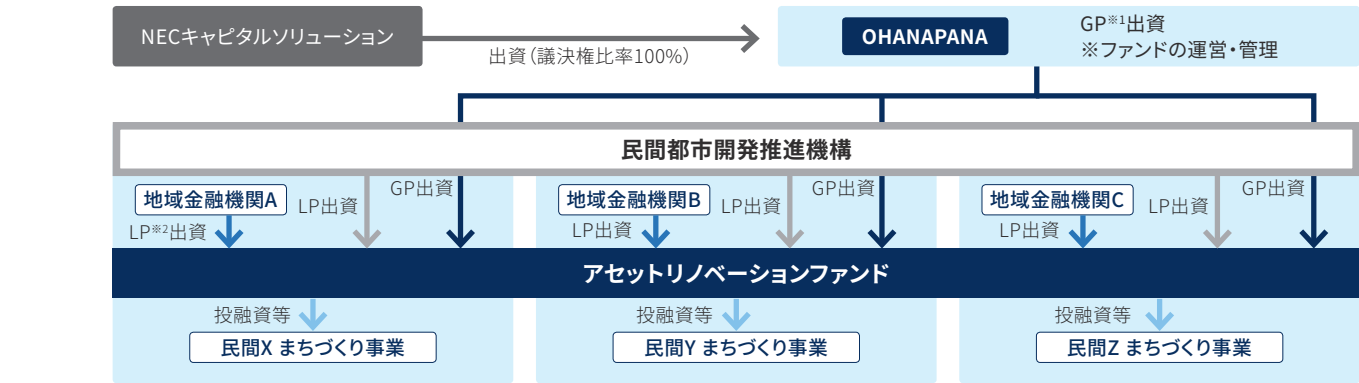 NECキャピタルソリューション
出資（議決権比率100%）
OHANAPANA
GP※1出資
※ファンドの運営・管理
民間都市開発推進機構
地域金融機関A
LP※2出資
LP出資
GP出資
地域金融機関B
LP出資
LP出資
GP出資
地域金融機関C
LP出資
LP出資
GP出資
アセットリノベーションファンド
投融資等
民間X まちづくり事業
投融資等
民間Y まちづくり事業
投融資等
民間Z まちづくり事業